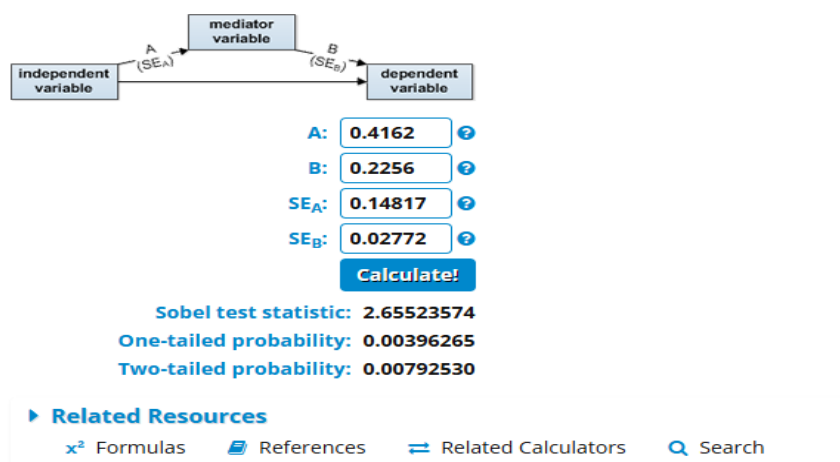 mediator
variable
A
(SEA)
B
(SEB)
independent
variable
dependent
variable
A: 0.4162 ?
B: 0.2256 ?
SEA: 0.14817 ?
SEB: 0.02772 ?
Calculate!
Sobel test statistic: 2.65523574
One-tailed probability: 0.00396265
Two-tailed probability: 0.00792530
Related Resources
x² Formulas References Related Calculators Search